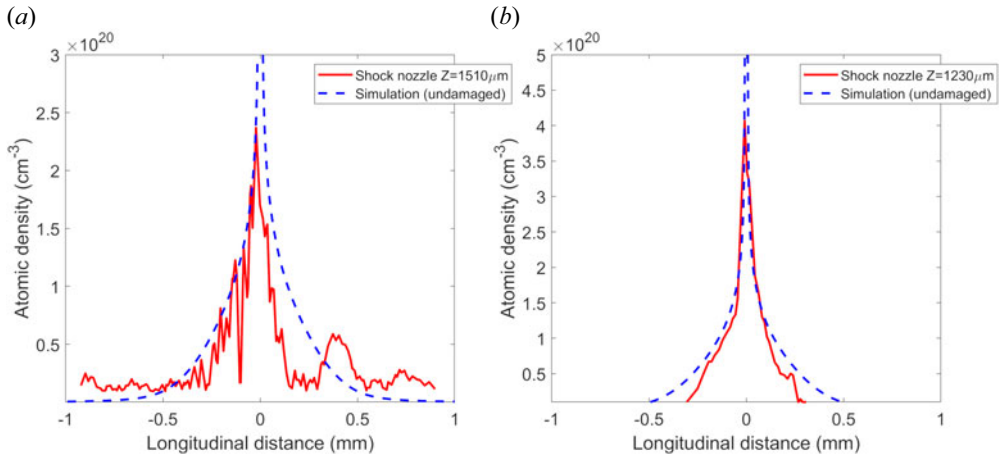 (a)
×10^20
3
2.5
2
1.5
1
0.5
-1 -0.5 0 0.5 1
Atomic density (cm^-3)
Longitudinal distance (mm)
Shock nozzle Z=1510μm
Simulation (undamaged)
(b)
×10^20
5
4.5
4
3.5
3
2.5
2
1.5
1
0.5
-1 -0.5 0 0.5 1
Atomic density (cm^-3)
Longitudinal distance (mm)
Shock nozzle Z=1230μm
Simulation (undamaged)